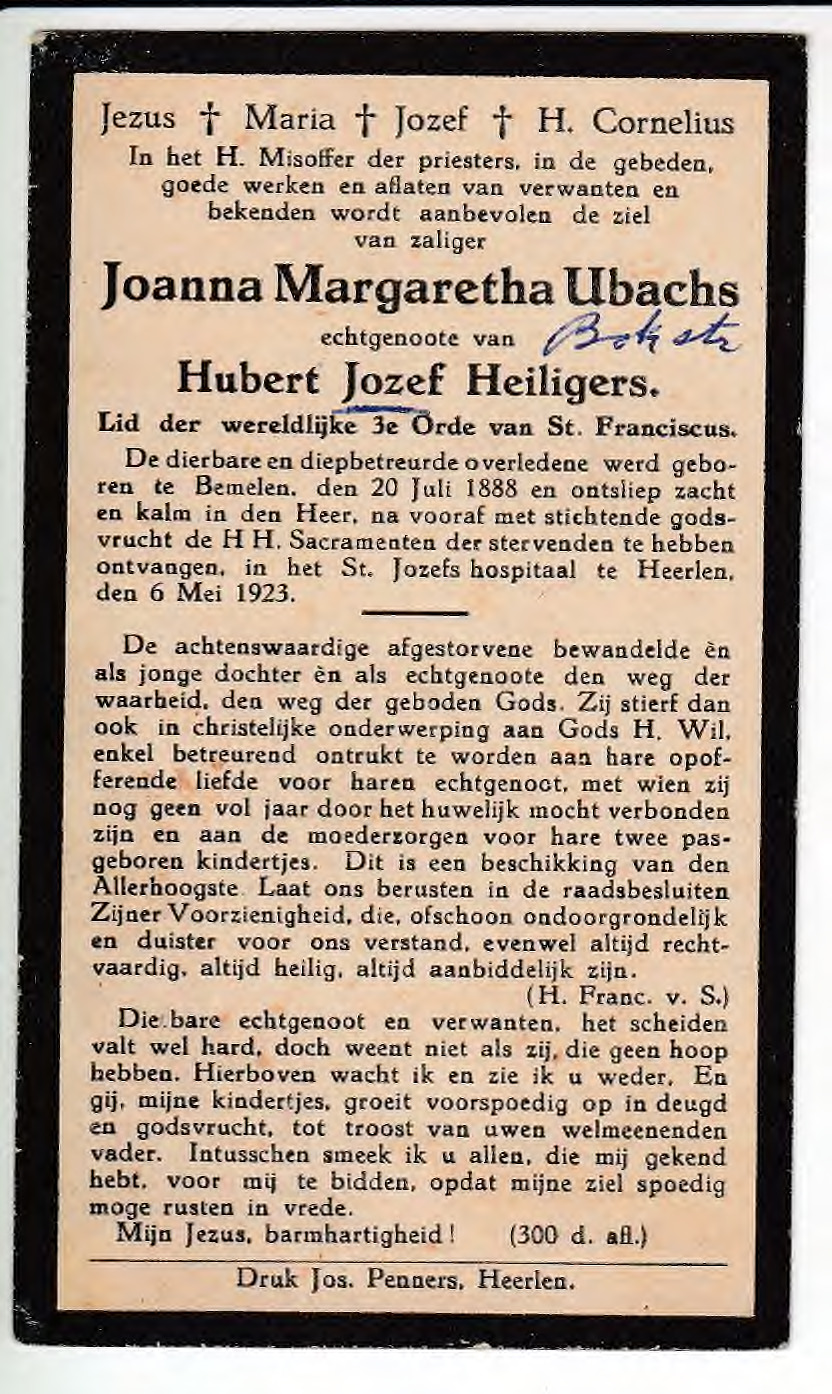 Jezus † Maria † Jozef † H. Cornelius
In het H. Misoffer der priesters, in de gebeden,
goede werken en aflaten van verwanten en
bekenden wordt aanbevolen de ziel
van zaliger
Joanna Margaretha Ubachs
echtgenoote van
Hubert Jozef Heiligers.
Lid der wereldlijke 3e Orde van St. Franciscus.
De dierbare en diepbetreurde overledene werd gebo-
ren te Bemelen, den 20 Juli 1888 en ontsliep zacht
en kalm in den Heer, na vooraf met stichtende gods-
vrucht de H H. Sacramenten der stervenden te hebben
ontvangen, in het St. Jozefs hospitaal te Heerlen,
den 6 Mei 1923.
De achtenswaardige afgestorvene bewandelde èn
als jonge dochter èn als echtgenoote den weg der
waarheid, den weg der geboden Gods. Zij stierf dan
ook in christelijke onderwerping aan Gods H. Wil,
enkel betreurend ontrukt te worden aan hare opof-
ferende liefde voor haren echtgenoot, met wien zij
nog geen vol jaar door het huwelijk mocht verbonden
zijn en aan de moederzorgen voor hare twee pas-
geboren kindertjes. Dit is een beschikking van den
Allerhoogste. Laat ons berusten in de raadsbesluiten
Zijner Voorzienigheid, die, ofschoon ondoorgrondelijk
en duister voor ons verstand, evenwel altijd recht-
vaardig, altijd heilig, altijd aanbiddelijk zijn.
(H. Franc. v. S.)
Die.bare echtgenoot en verwanten, het scheiden
valt wel hard, doch weent niet als zij, die geen hoop
hebben. Hierboven wacht ik en zie ik u weder. En
gij, mijne kindertjes, groeit voorspoedig op in deugd
en godsvrucht, tot troost van uwen welmeenenden
vader. Intusschen smeek ik u allen, die mij gekend
hebt, voor mij te bidden, opdat mijne ziel spoedig
moge rusten in vrede.
Mijn Jezus, barmhartigheid! (300 d. afl.)
Druk Jos. Penners, Heerlen.